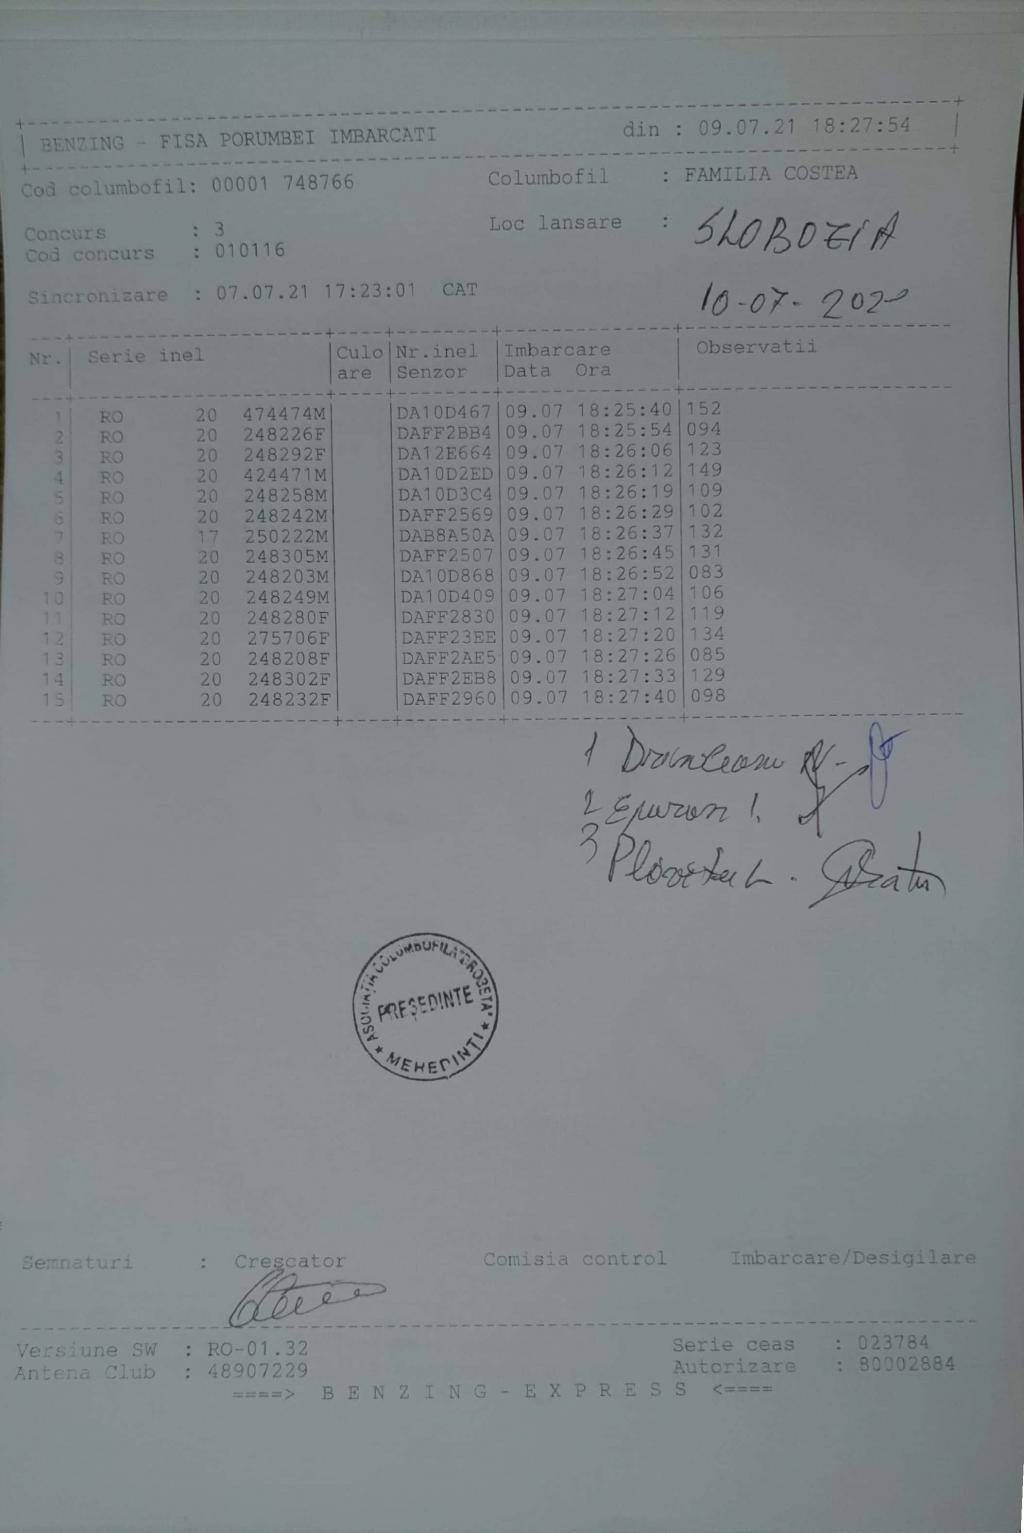 BENZING - FISA PORUMBEI IMBARCATI din : 09.07.21 18:27:54
Cod columbofil: 00001 748766 Columbofil : FAMILIA COSTEA
Concurs : 3 Loc lansare : SLOBOZIA
Cod concurs : 010116
Sincronizare : 07.07.21 17:23:01 CAT 10-07-
Nr. Serie inel Culo Nr.inel Imbarcare Observatii
are Senzor Data Ora
1 RO 20 474474M DA10D467 09.07 18:25:40 152
2 RO 20 248226F DAFF2BB4 09.07 18:25:54 094
3 RO 20 248292F DA12E664 09.07 18:26:06 123
4 RO 20 424471M DA10D2ED 09.07 18:26:12 149
5 RO 20 248258M DA10D3C4 09.07 18:26:19 109
6 RO 20 248242M DAFF2569 09.07 18:26:29 102
7 RO 17 250222M DAB8A50A 09.07 18:26:37 132
8 RO 20 248305M DAFF2507 09.07 18:26:45 131
9 RO 20 248203M DA10D868 09.07 18:26:52 083
10 RO 20 248249M DA10D409 09.07 18:27:04 106
11 RO 20 248280F DAFF2830 09.07 18:27:12 119
12 RO 20 275706F DAFF23EE 09.07 18:27:20 134
13 RO 20 248208F DAFF2AE5 09.07 18:27:26 085
14 RO 20 248302F DAFF2EB8 09.07 18:27:33 129
15 RO 20 248232F DAFF2960 09.07 18:27:40 098
1
2
3
ASOCIATIA COLUMBOFILA "DROBETA"
PREȘEDINTE
* MEHEDINTI *
Semnaturi : Crescator Comisia control Imbarcare/Desigilare
Versiune SW : RO-01.32 Serie ceas : 023784
Antena Club : 48907229 Autorizare : 80002884
====> B E N Z I N G - E X P R E S S <====